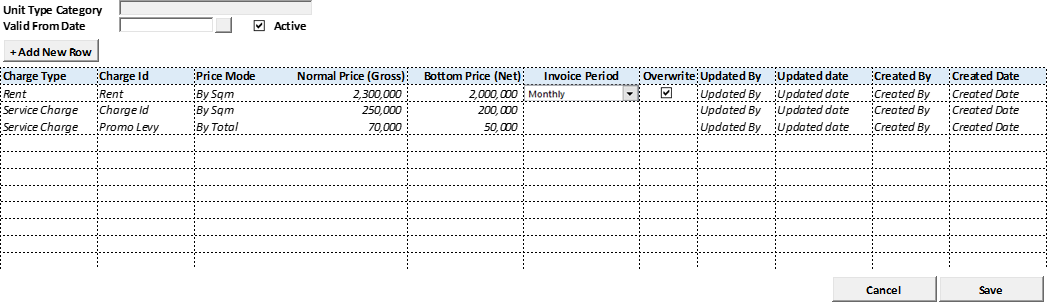 Unit Type Category
Valid From Date Active
+ Add New Row
Charge Type Charge Id Price Mode Normal Price (Gross) Bottom Price (Net) Invoice Period Overwrite Updated By Updated date Created By Created Date
Rent Rent By Sqm 2,300,000 2,000,000 Monthly Updated By Updated date Created By Created Date
Service Charge Charge Id By Sqm 250,000 200,000 Updated By Updated date Created By Created Date
Service Charge Promo Levy By Total 70,000 50,000 Updated By Updated date Created By Created Date
Cancel Save